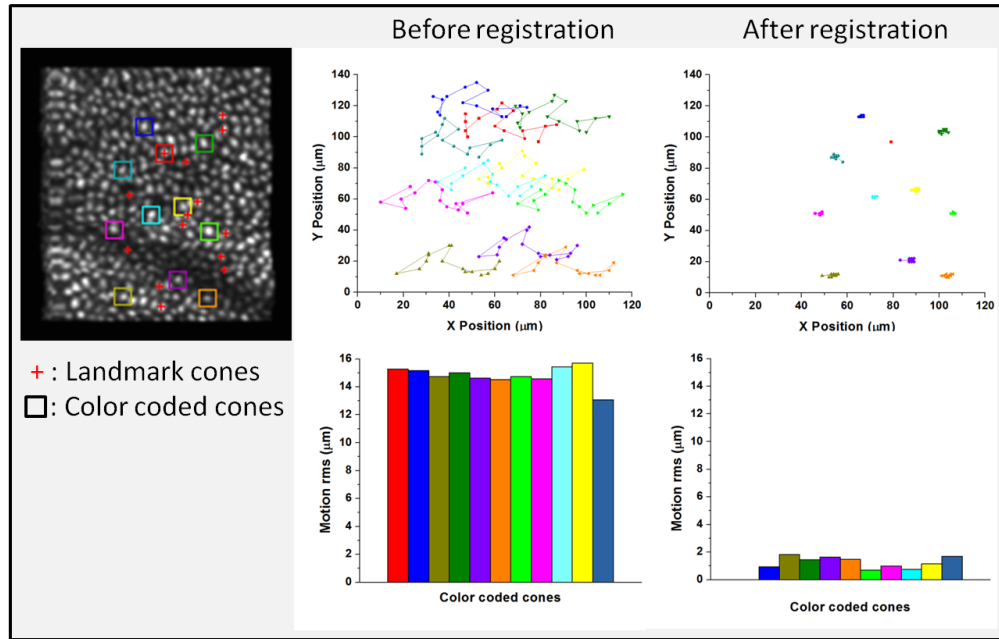 Before registration
After registration
140
120
100
80
60
40
20
0
Y Position (μm)
0 20 40 60 80 100 120
X Position (μm)
140
120
100
80
60
40
20
0
Y Position (μm)
0 20 40 60 80 100 120
X Position (μm)
+ : Landmark cones
: Color coded cones
16
14
12
10
8
6
4
2
0
Motion rms (μm)
Color coded cones
16
14
12
10
8
6
4
2
0
Motion rms (μm)
Color coded cones